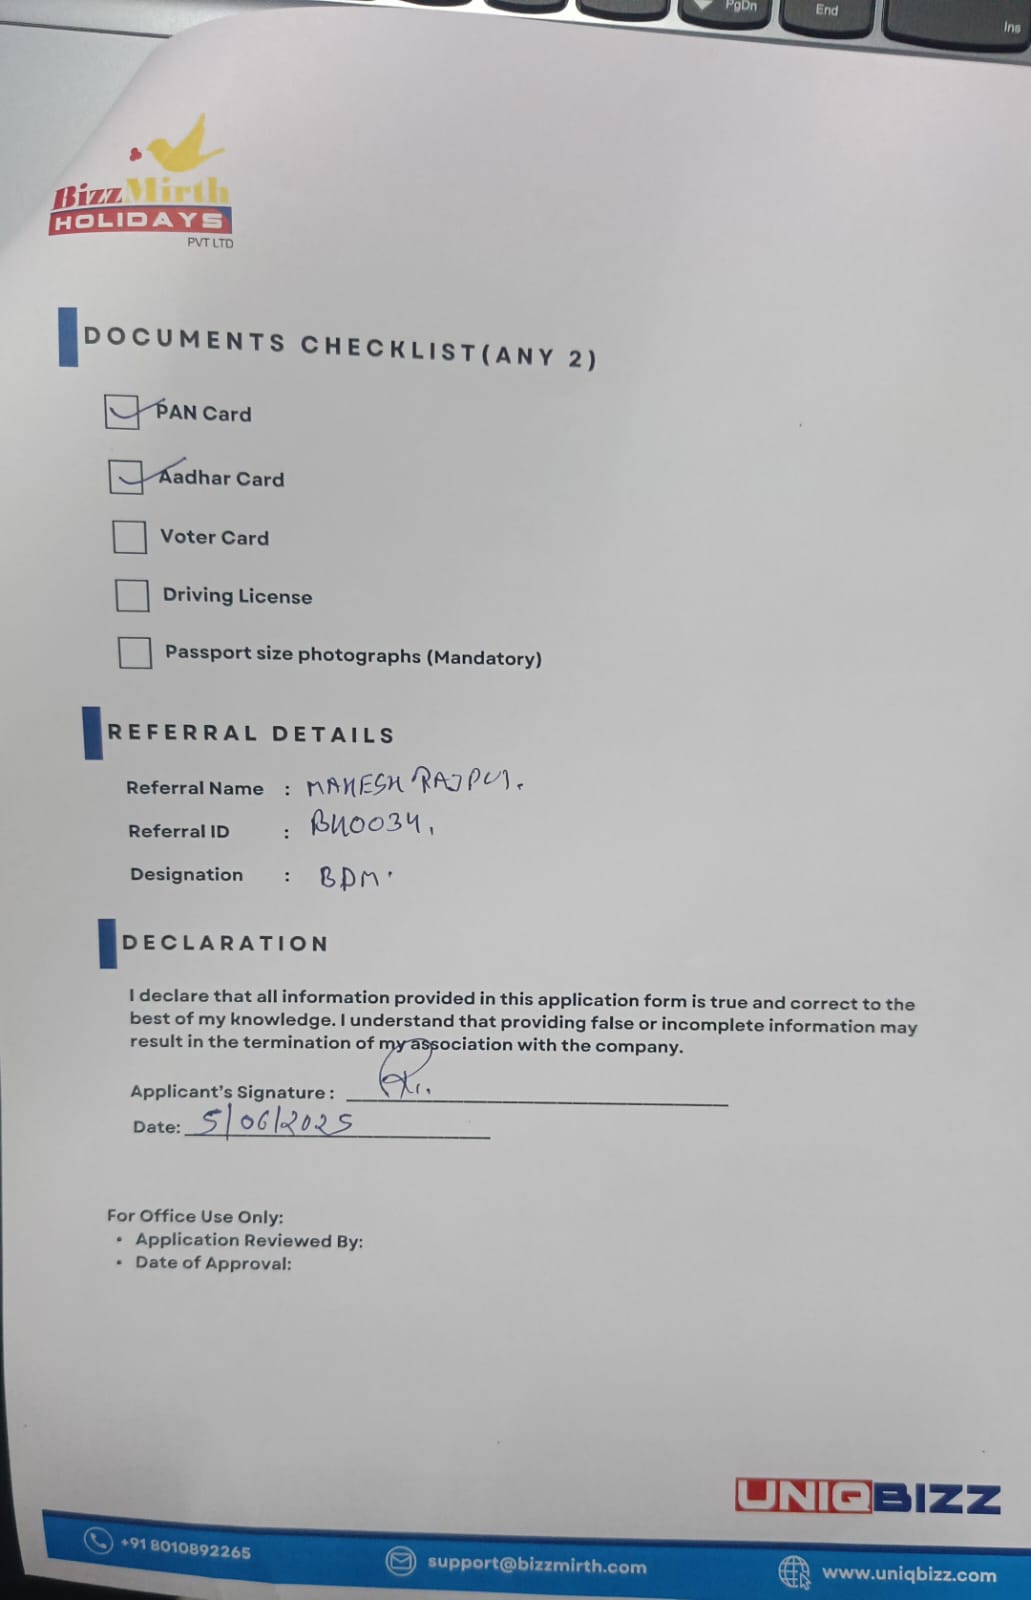 PgDn
End
Ins
BizzMirth
HOLIDAYS
PVT LTD
DOCUMENTS CHECKLIST(ANY 2)
PAN Card
Aadhar Card
Voter Card
Driving License
Passport size photographs (Mandatory)
REFERRAL DETAILS
Referral Name : MAHESH RAJPUT.
Referral ID : BH0034,
Designation : BDM.
DECLARATION
I declare that all information provided in this application form is true and correct to the
best of my knowledge. I understand that providing false or incomplete information may
result in the termination of my association with the company.
Applicant's Signature :
Date: 5/06/2025
For Office Use Only:
• Application Reviewed By:
• Date of Approval:
UNIQBIZZ
+91 8010892265
support@bizzmirth.com
www.uniqbizz.com